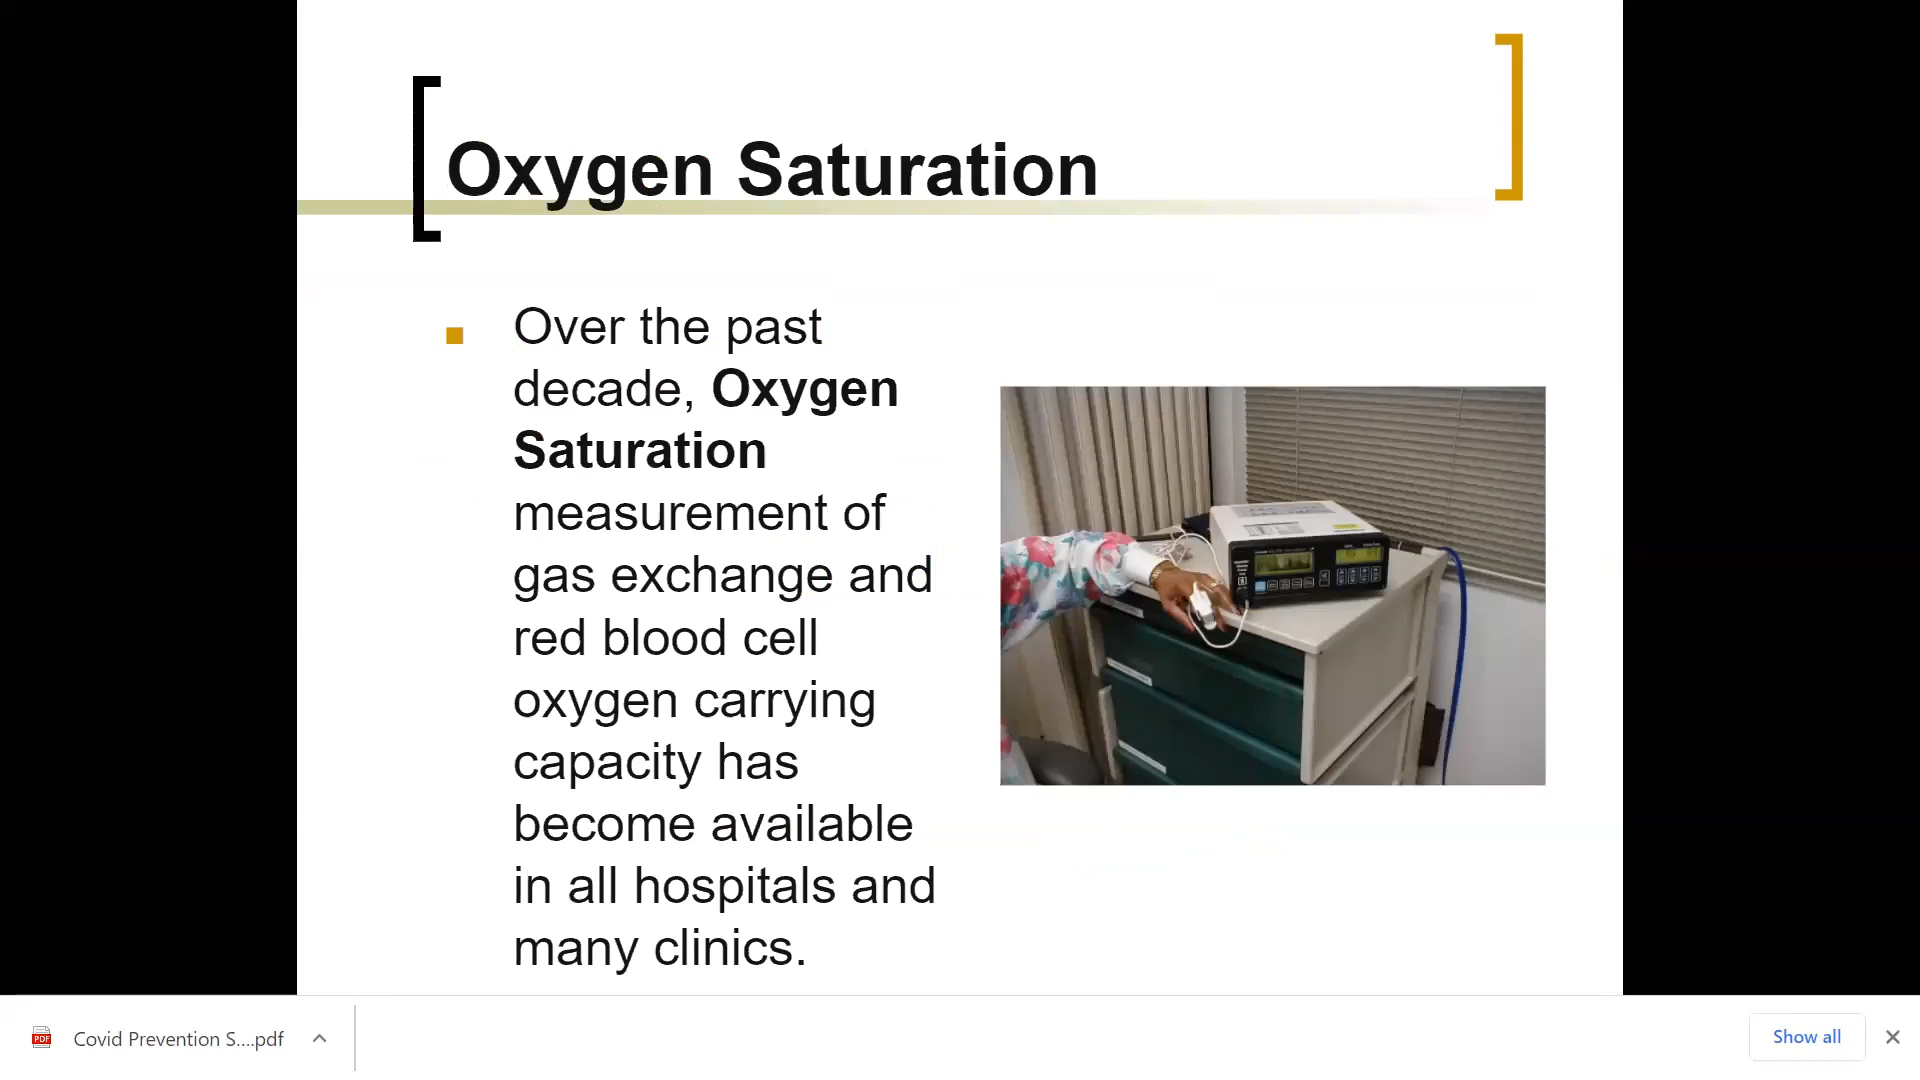 Oxygen Saturation
Over the past
decade, Oxygen
Saturation
measurement of
gas exchange and
red blood cell
oxygen carrying
capacity has
become available
in all hospitals and
many clinics.
PDF
Covid Prevention S....pdf
Show all